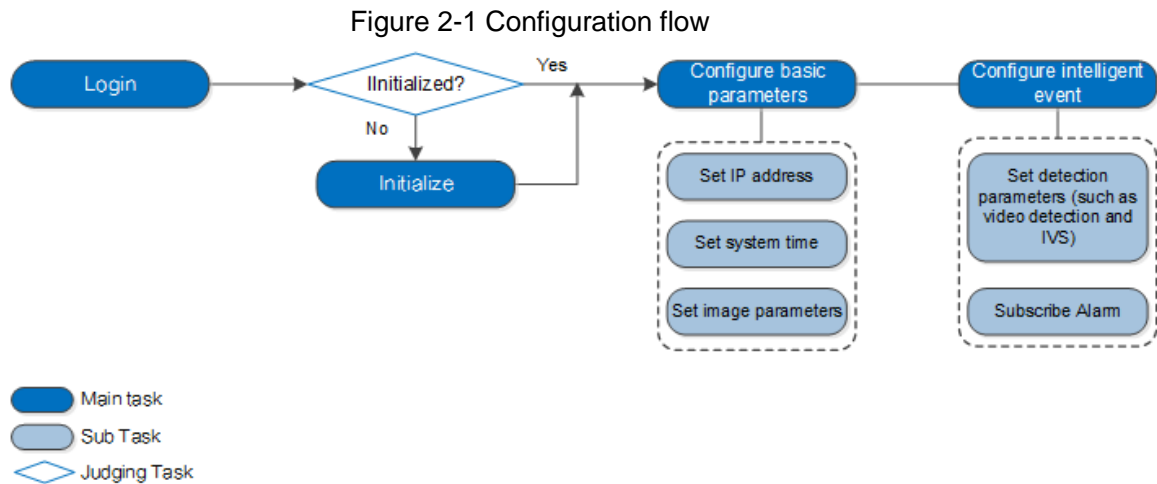 Figure 2-1 Configuration flow
Login
IInitialized?
Yes
No
Initialize
Configure basic
parameters
Set IP address
Set system time
Set image parameters
Configure intelligent
event
Set detection
parameters (such as
video detection and
IVS)
Subscribe Alarm
Main task
Sub Task
Judging Task